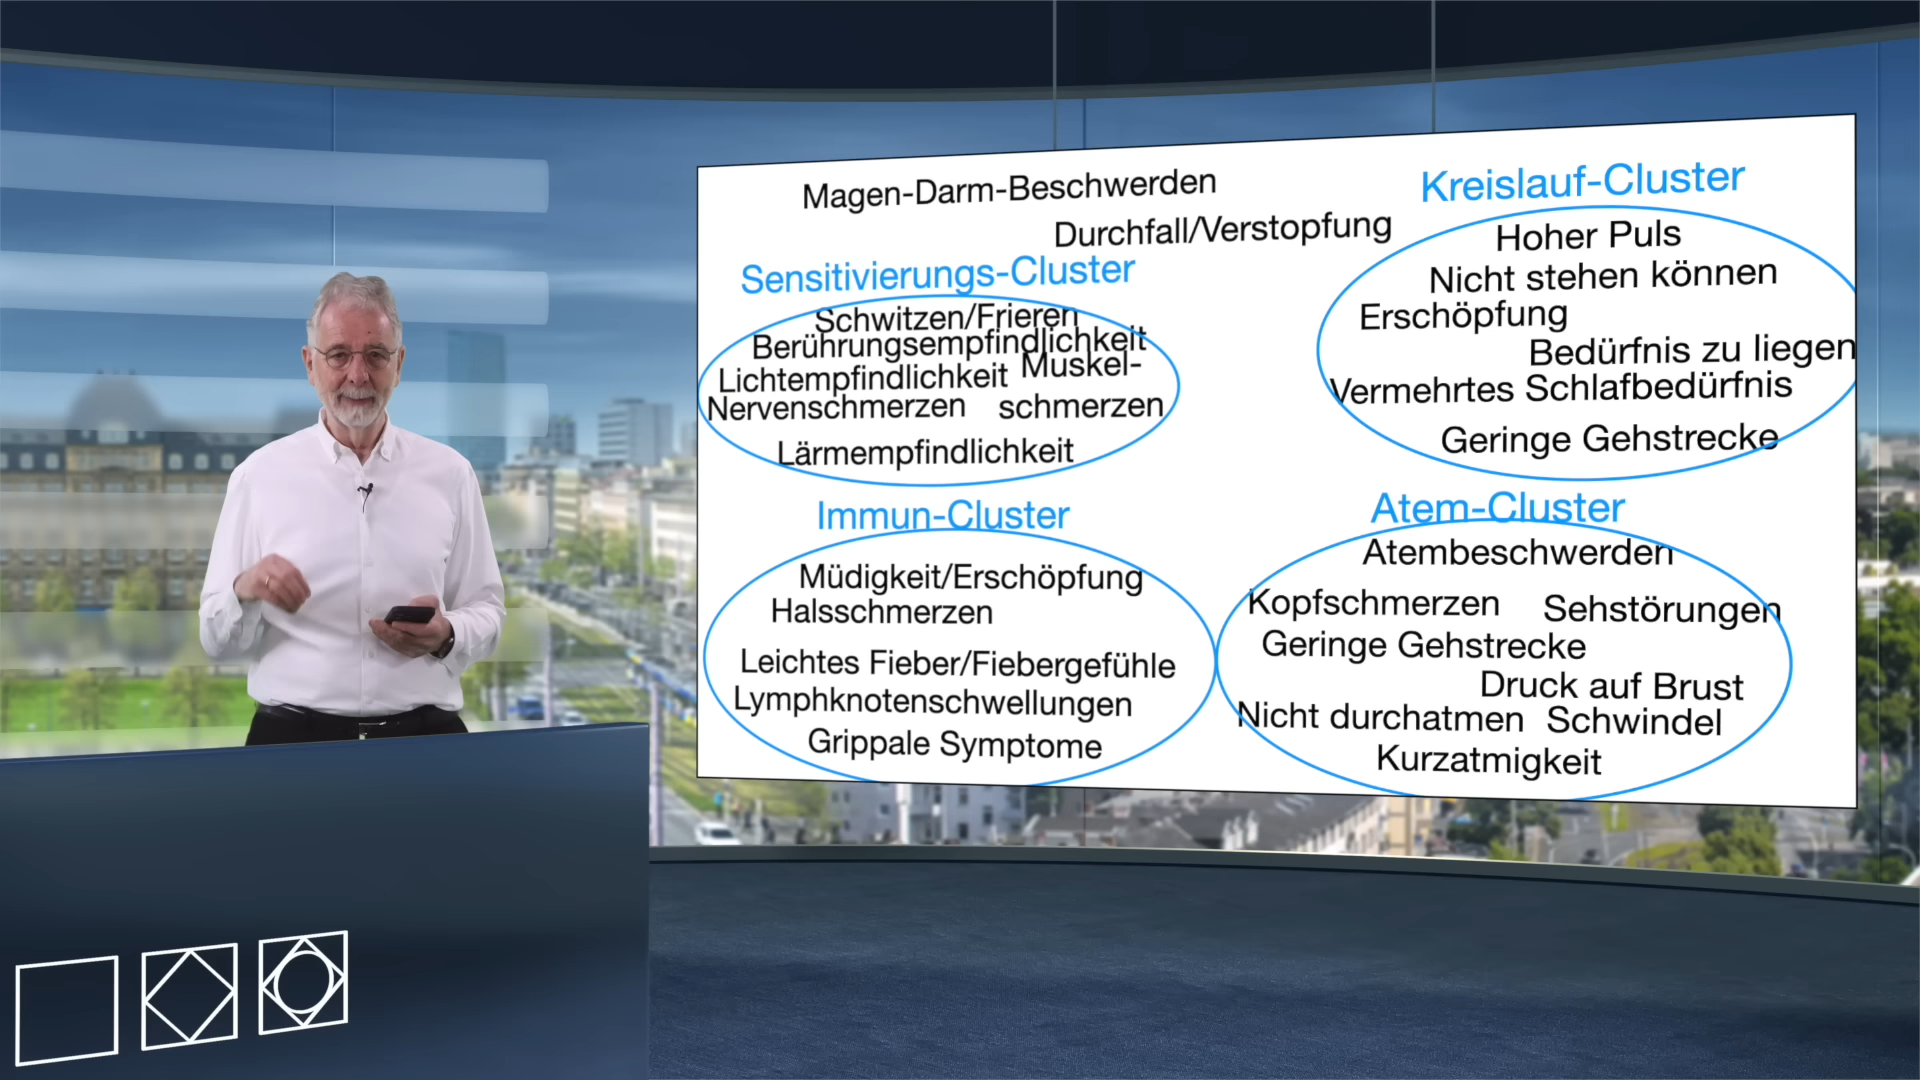 Magen-Darm-Beschwerden
Durchfall/Verstopfung
Sensitivierungs-Cluster
Schwitzen/Frieren
Berührungsempfindlichkeit
Lichtempfindlichkeit Muskel-
Nervenschmerzen schmerzen
Lärmempfindlichkeit
Kreislauf-Cluster
Hoher Puls
Nicht stehen können
Erschöpfung
Bedürfnis zu liegen
Vermehrtes Schlafbedürfnis
Geringe Gehstrecke
Immun-Cluster
Müdigkeit/Erschöpfung
Halsschmerzen
Leichtes Fieber/Fiebergefühle
Lymphknotenschwellungen
Grippale Symptome
Atem-Cluster
Atembeschwerden
Kopfschmerzen Sehstörungen
Geringe Gehstrecke
Druck auf Brust
Nicht durchatmen Schwindel
Kurzatmigkeit